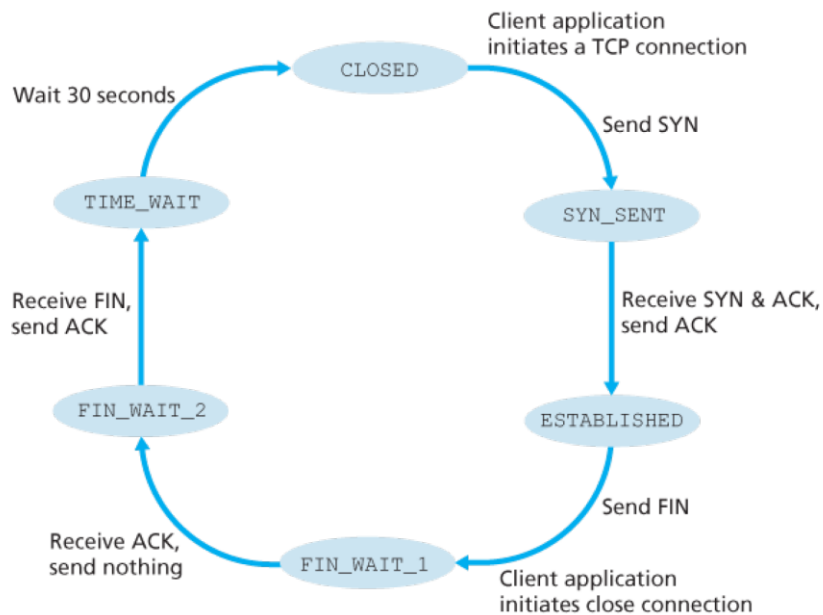 Client application
initiates a TCP connection
CLOSED
Wait 30 seconds
Send SYN
TIME_WAIT
SYN_SENT
Receive FIN,
send ACK
Receive SYN & ACK,
send ACK
FIN_WAIT_2
ESTABLISHED
Send FIN
Receive ACK,
send nothing
FIN_WAIT_1
Client application
initiates close connection